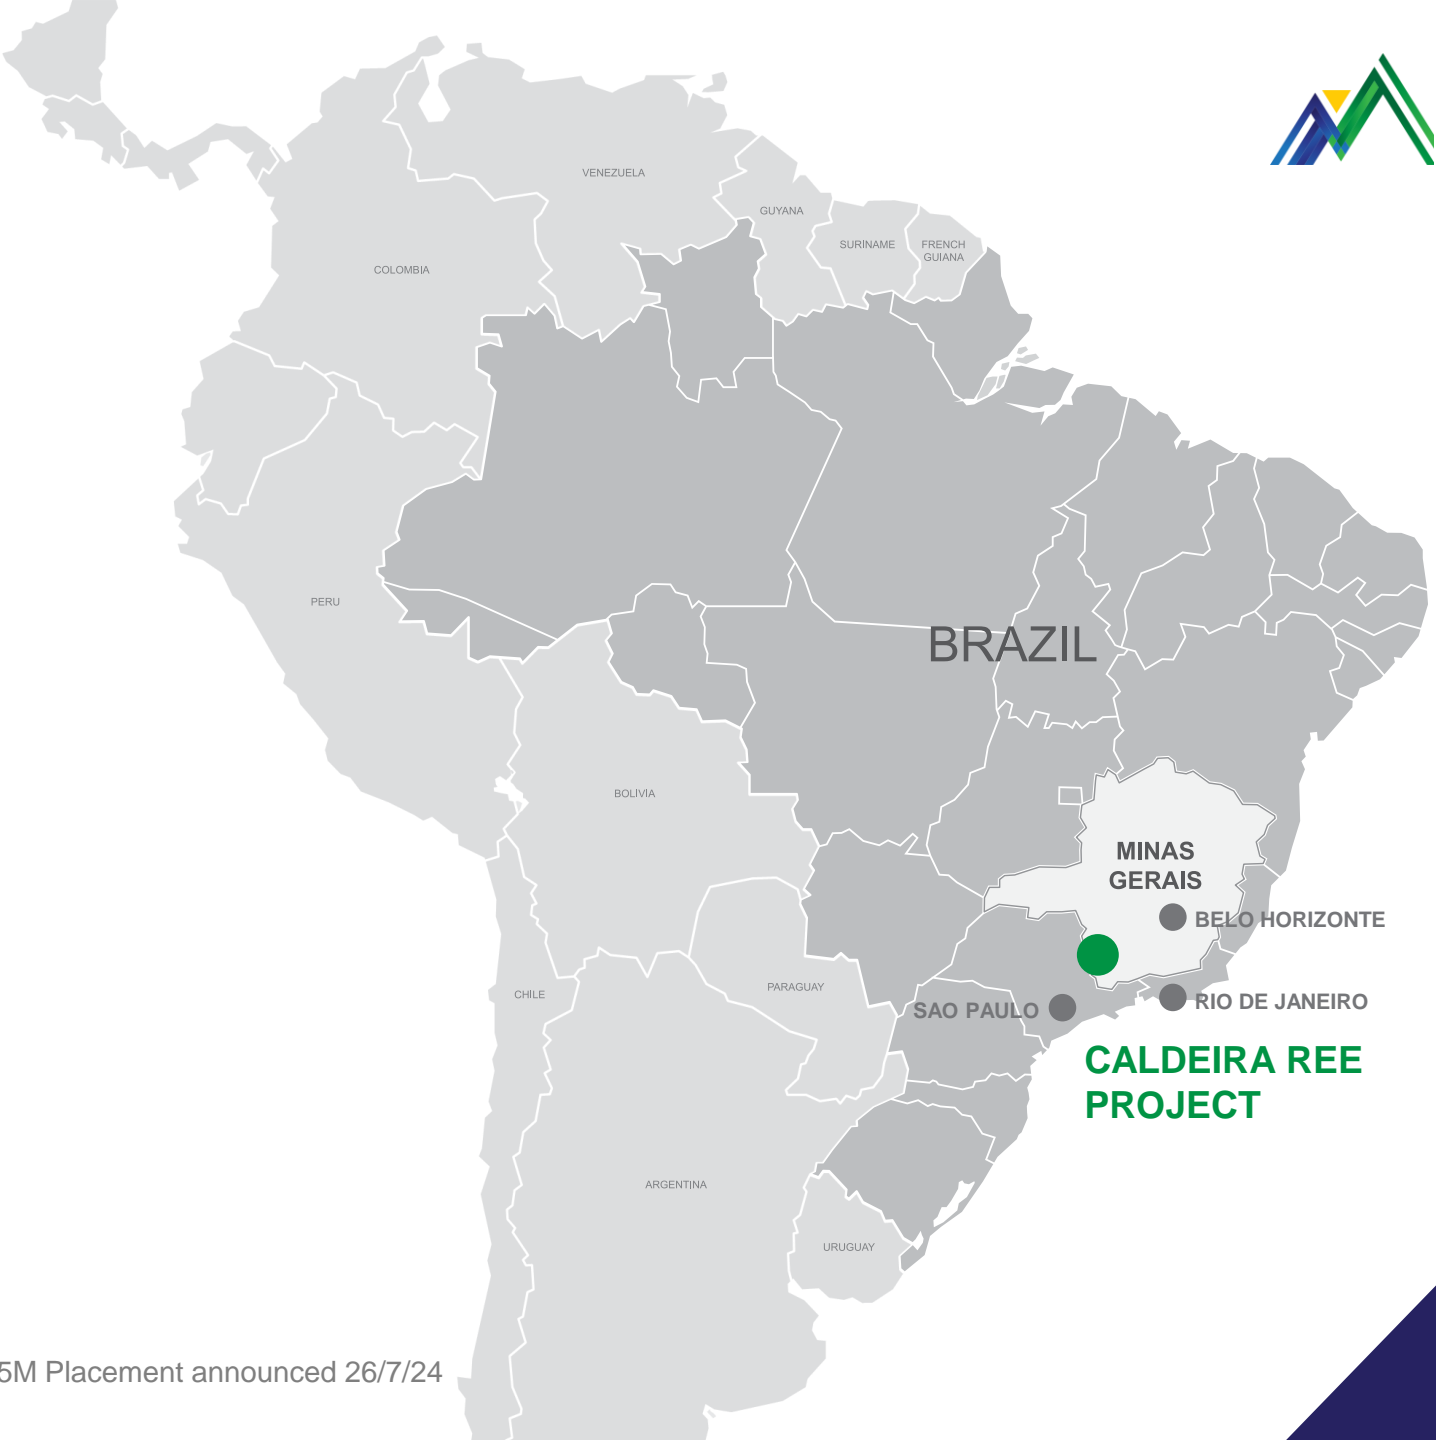 VENEZUELA
GUYANA
SURINAME
FRENCH
GUIANA
COLOMBIA
PERU
BRAZIL
BOLIVIA
MINAS
GERAIS
BELO HORIZONTE
CHILE
PARAGUAY
SAO PAULO
RIO DE JANEIRO
CALDEIRA REE
PROJECT
ARGENTINA
URUGUAY
5M Placement announced 26/7/24